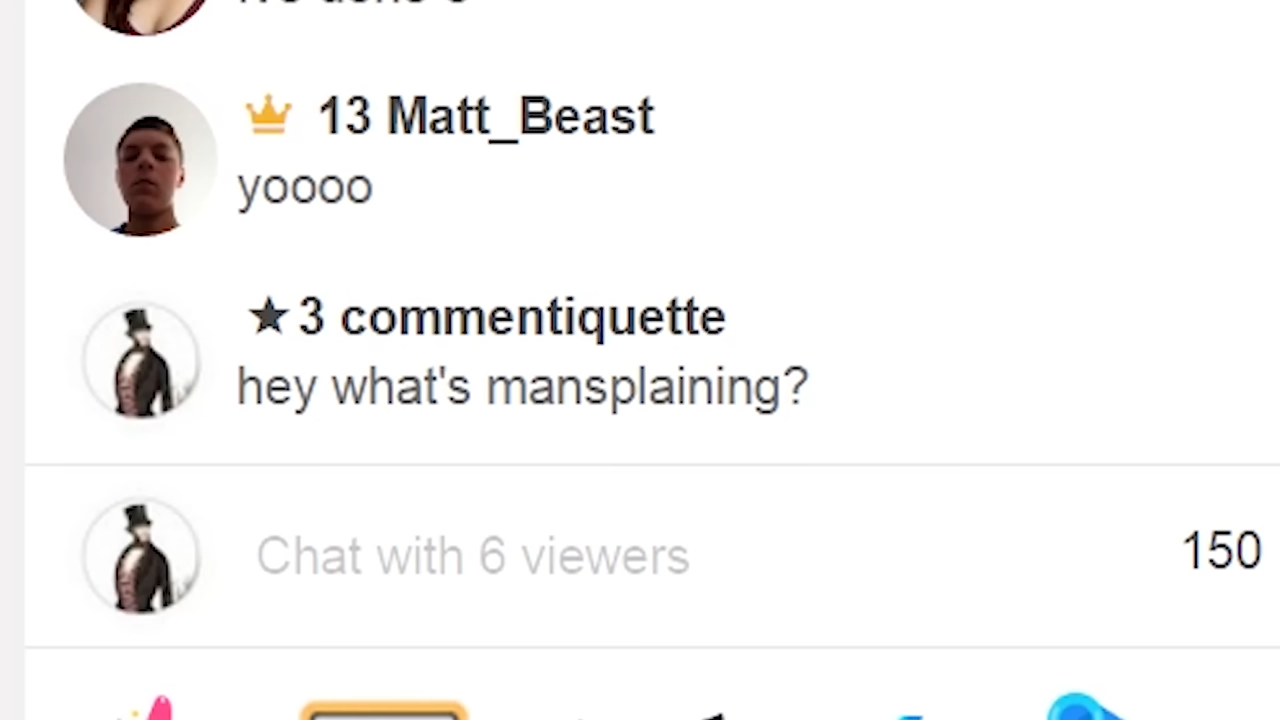 13 Matt_Beast
yoooo
3 commentiquette
hey what's mansplaining?
Chat with 6 viewers
150